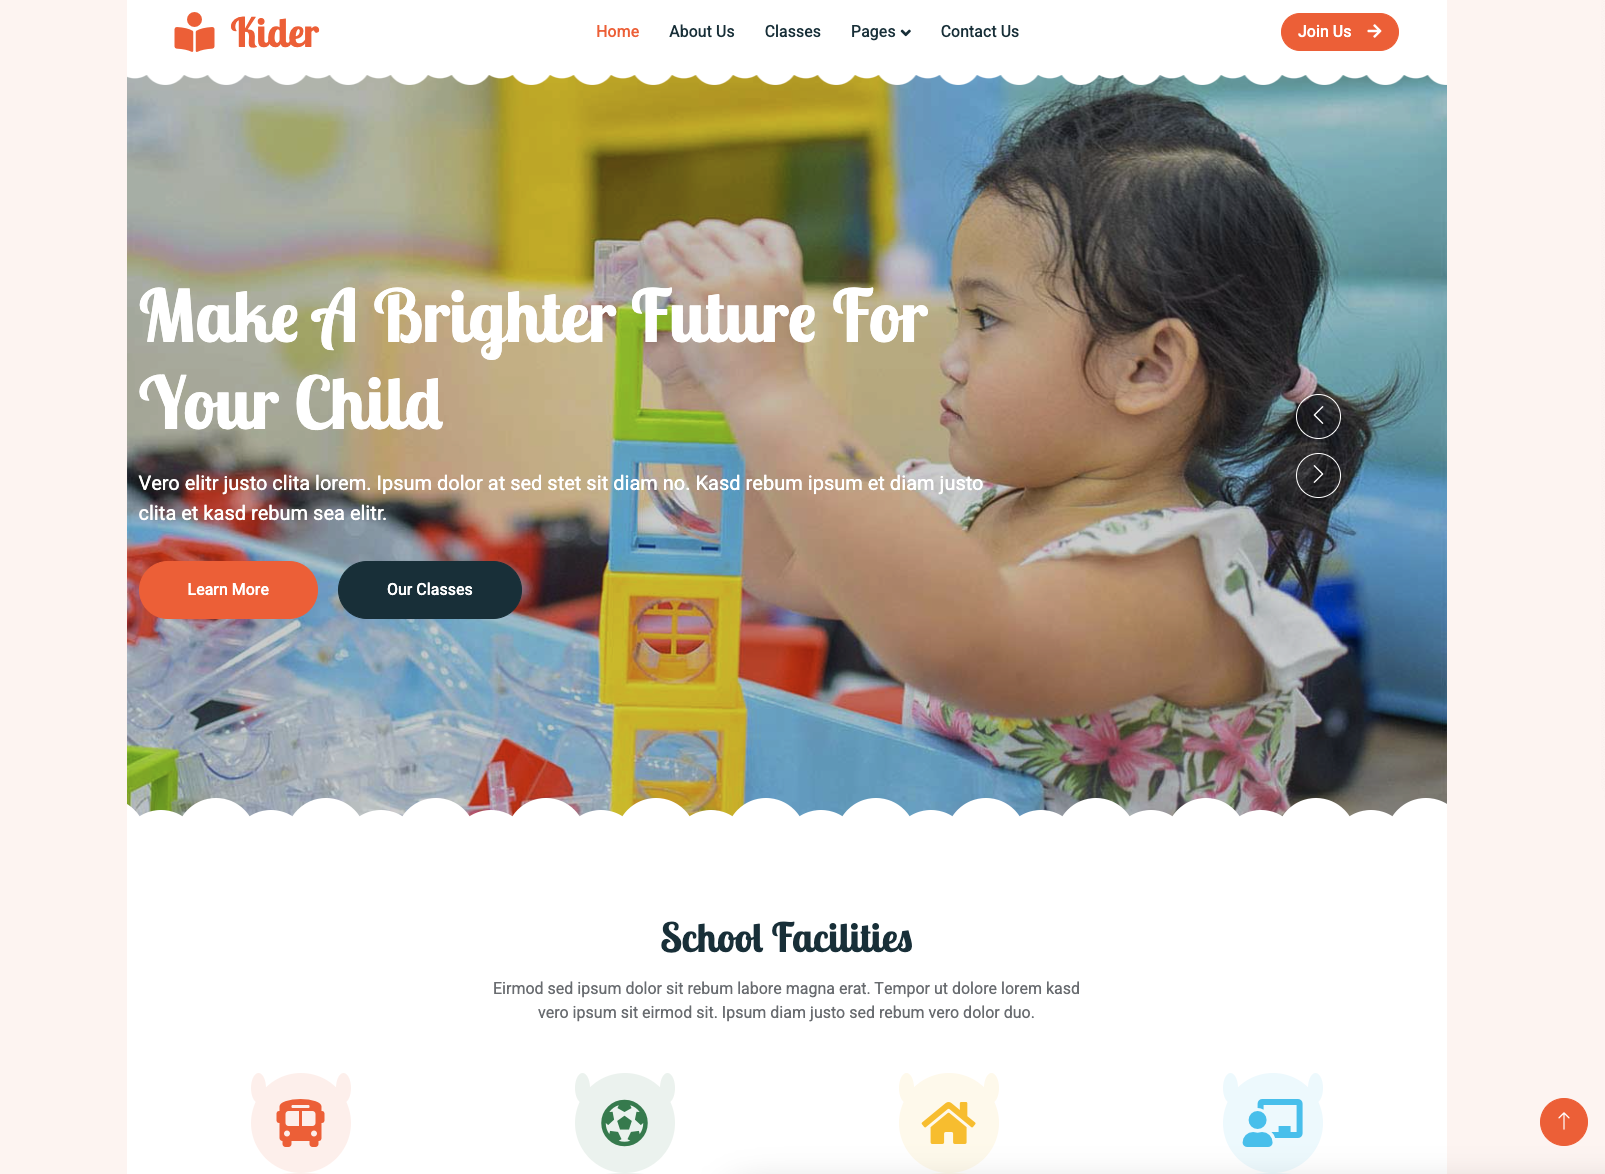 Kider
Home
About Us
Classes
Pages
Contact Us
Join Us
Make A Brighter Future For
Your Child
Vero elitr justo clita lorem. Ipsum dolor at sed stet sit diam no. Kasd rebum ipsum et diam justo
clita et kasd rebum sea elitr.
Learn More
Our Classes
School Facilities
Eirmod sed ipsum dolor sit rebum labore magna erat. Tempor ut dolore lorem kasd
vero ipsum sit eirmod sit. Ipsum diam justo sed rebum vero dolor duo.